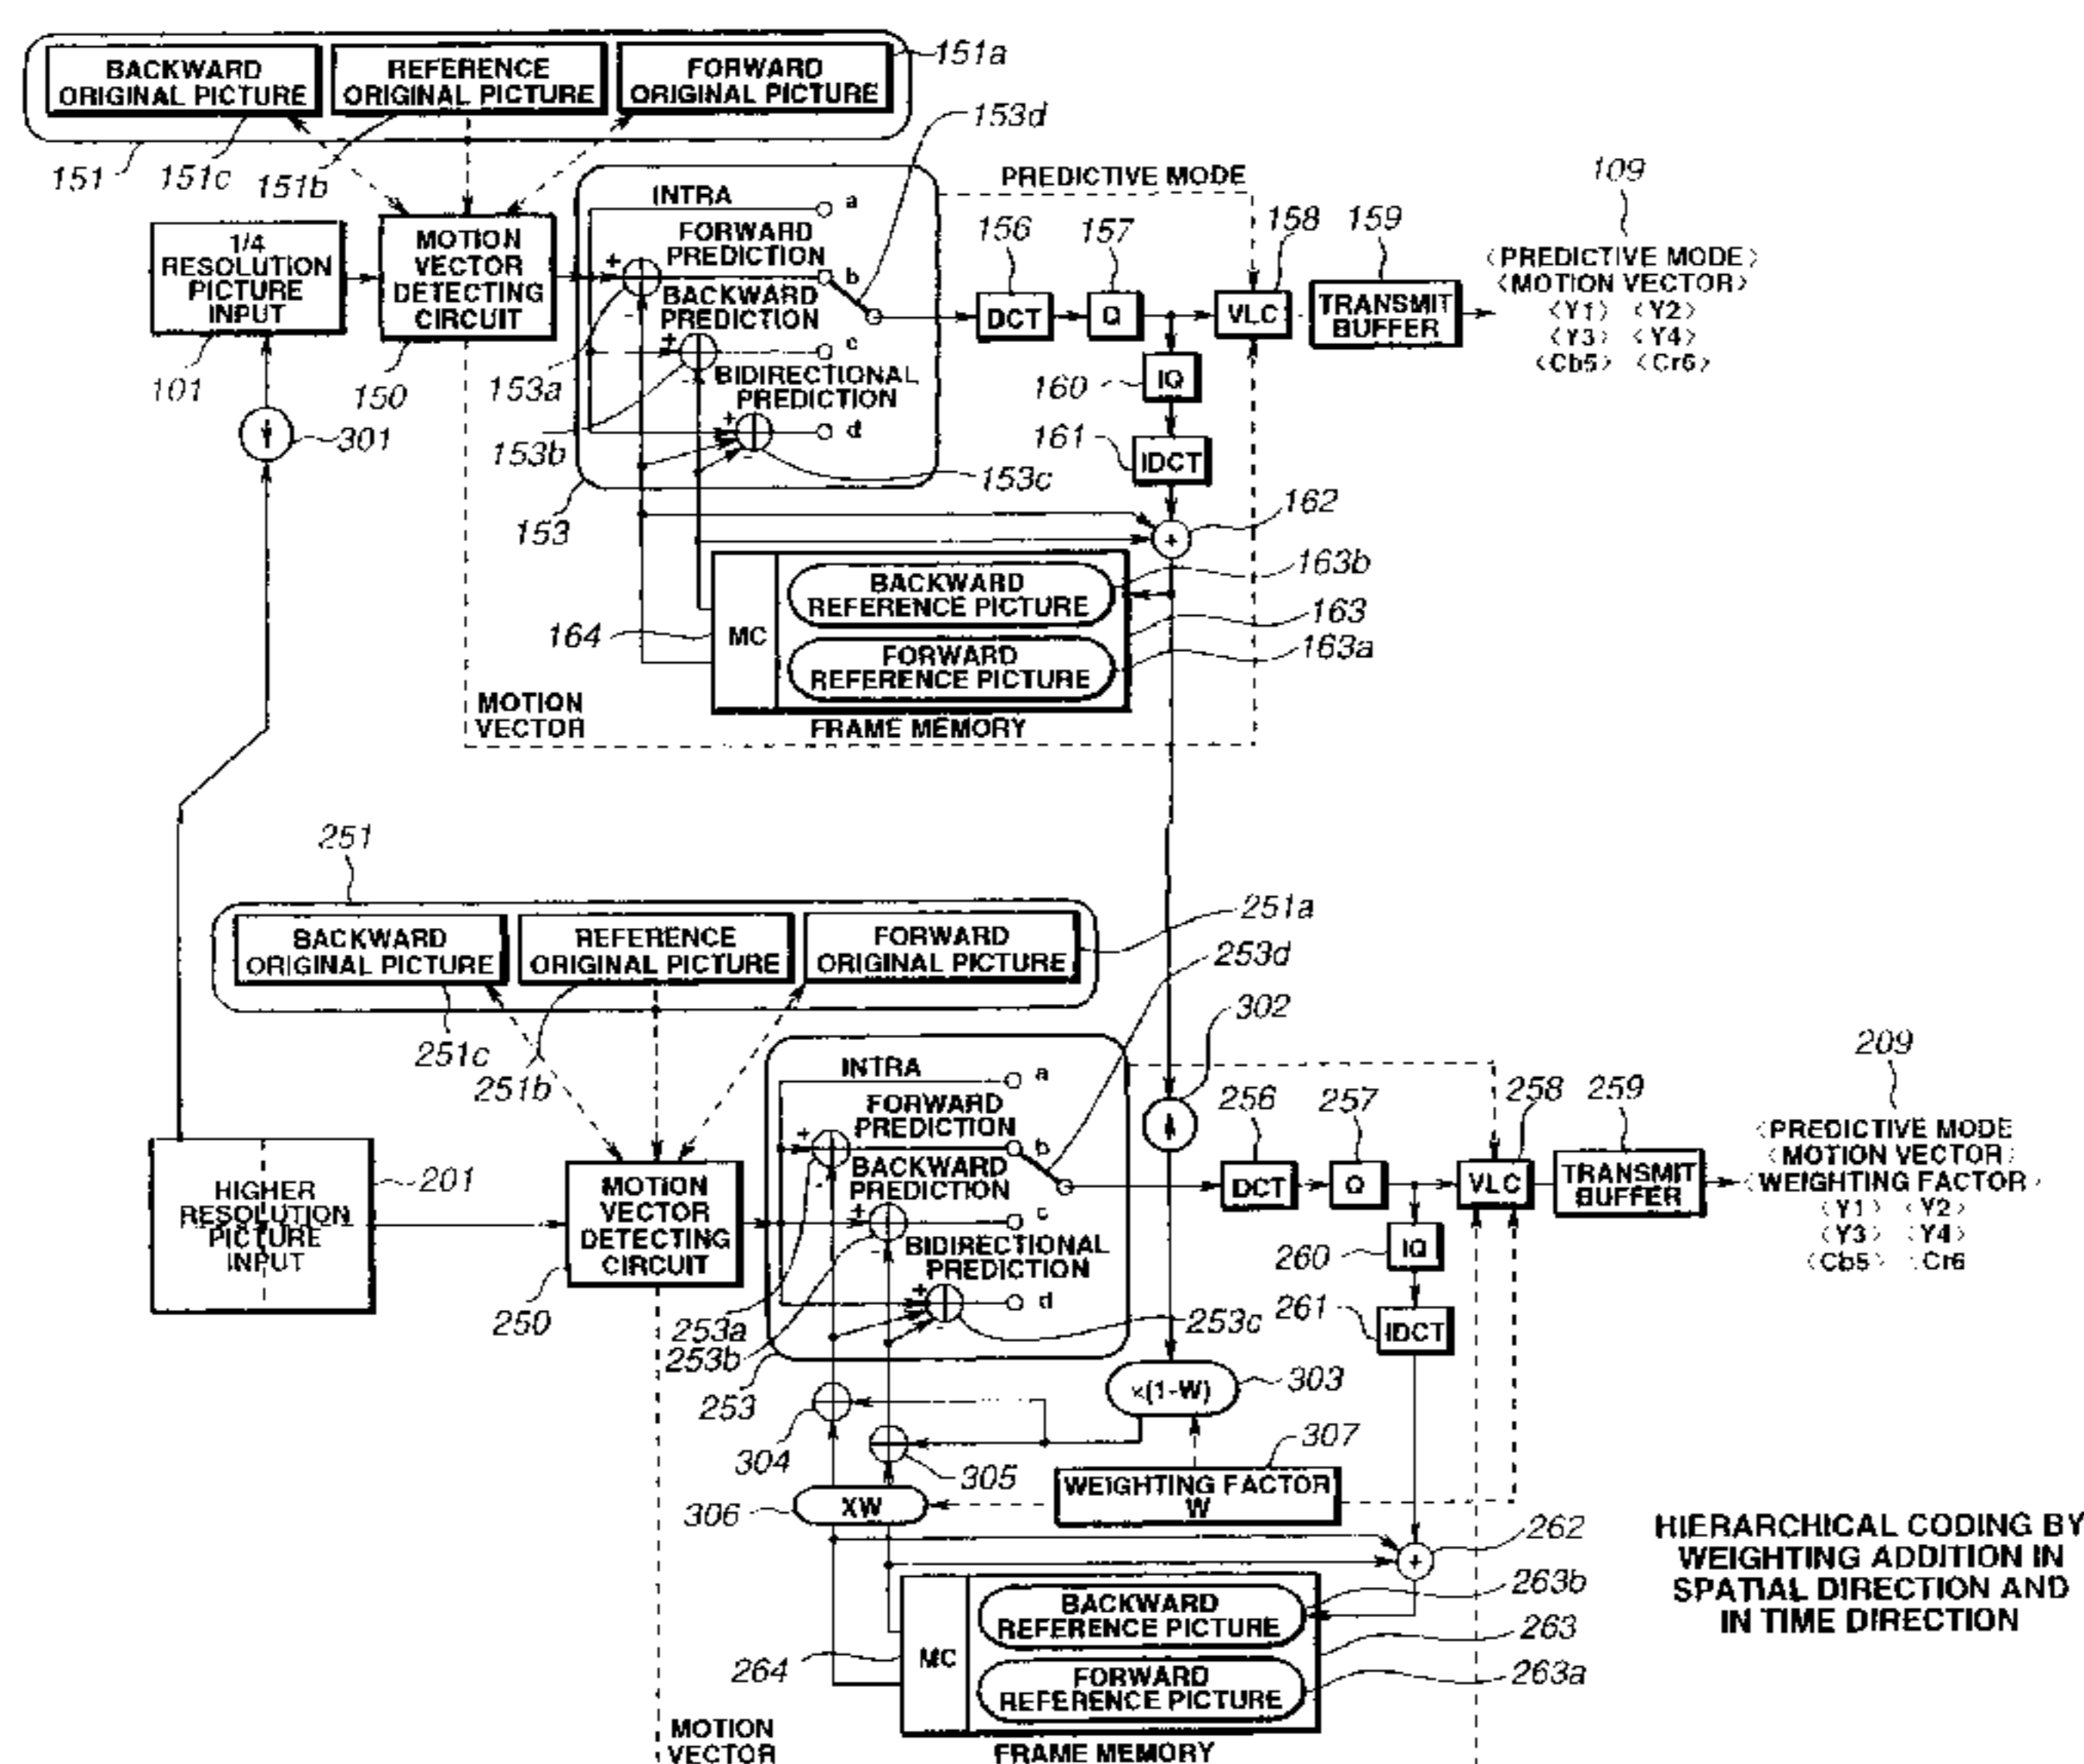 BACKWARD
ORIGINAL PICTURE
REFERENCE
ORIGINAL PICTURE
FORWARD
ORIGINAL PICTURE
151a
151
151c
151b
153d
1/4
RESOLUTION
PICTURE
INPUT
101
301
MOTION
VECTOR
DETECTING
CIRCUIT
150
INTRA
a
FORWARD
PREDICTION
b
BACKWARD
PREDICTION
c
BIDIRECTIONAL
PREDICTION
d
+
-
+
-
+
-
153a
153b
153c
153
PREDICTIVE MODE
156
DCT
157
Q
158
VLC
159
TRANSMIT
BUFFER
109
<PREDICTIVE MODE>
<MOTION VECTOR>
<Y1> <Y2>
<Y3> <Y4>
<Cb5> <Cr6>
160
IQ
161
IDCT
162
+
164
MC
BACKWARD
REFERENCE PICTURE
FORWARD
REFERENCE PICTURE
163b
163
163a
MOTION
VECTOR
FRAME MEMORY
251
BACKWARD
ORIGINAL PICTURE
REFERENCE
ORIGINAL PICTURE
FORWARD
ORIGINAL PICTURE
251a
253d
251c
251b
302
HIGHER
RESOLUTION
PICTURE
INPUT
201
MOTION
VECTOR
DETECTING
CIRCUIT
250
INTRA
a
FORWARD
PREDICTION
b
BACKWARD
PREDICTION
c
BIDIRECTIONAL
PREDICTION
d
+
-
+
-
+
-
253a
253b
253c
253
256
DCT
257
Q
258
VLC
259
TRANSMIT
BUFFER
209
<PREDICTIVE MODE
<MOTION VECTOR>
<WEIGHTING FACTOR>
<Y1> <Y2>
<Y3> <Y4>
<Cb5> <Cr6
260
IQ
261
IDCT
×(1-W)
303
304
305
307
WEIGHTING FACTOR
W
306
XW
262
+
264
MC
BACKWARD
REFERENCE PICTURE
FORWARD
REFERENCE PICTURE
263b
263
263a
MOTION
VECTOR
FRAME MEMORY
HIERARCHICAL CODING BY
WEIGHTING ADDITION IN
SPATIAL DIRECTION AND
IN TIME DIRECTION